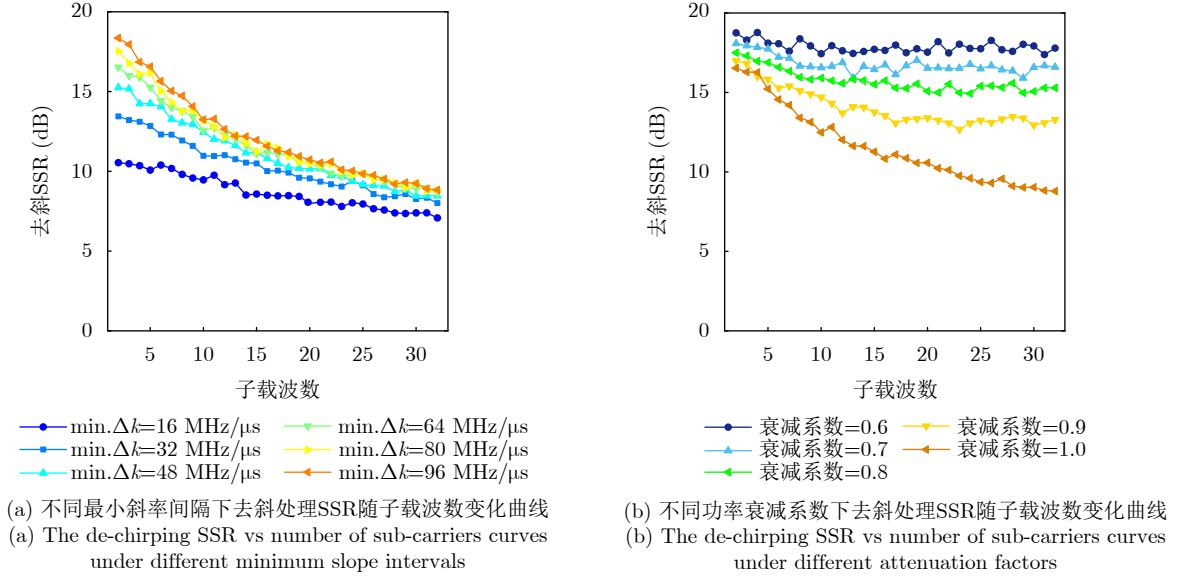 20
15
10
5
0
去斜SSR (dB)
5 10 15 20 25 30
子载波数
min.Δk=16 MHz/μs
min.Δk=32 MHz/μs
min.Δk=48 MHz/μs
min.Δk=64 MHz/μs
min.Δk=80 MHz/μs
min.Δk=96 MHz/μs
(a) 不同最小斜率间隔下去斜处理SSR随子载波数变化曲线
(a) The de-chirping SSR vs number of sub-carriers curves
under different minimum slope intervals
20
15
10
5
0
去斜SSR (dB)
5 10 15 20 25 30
子载波数
衰减系数=0.6
衰减系数=0.7
衰减系数=0.8
衰减系数=0.9
衰减系数=1.0
(b) 不同功率衰减系数下去斜处理SSR随子载波数变化曲线
(b) The de-chirping SSR vs number of sub-carriers curves
under different attenuation factors